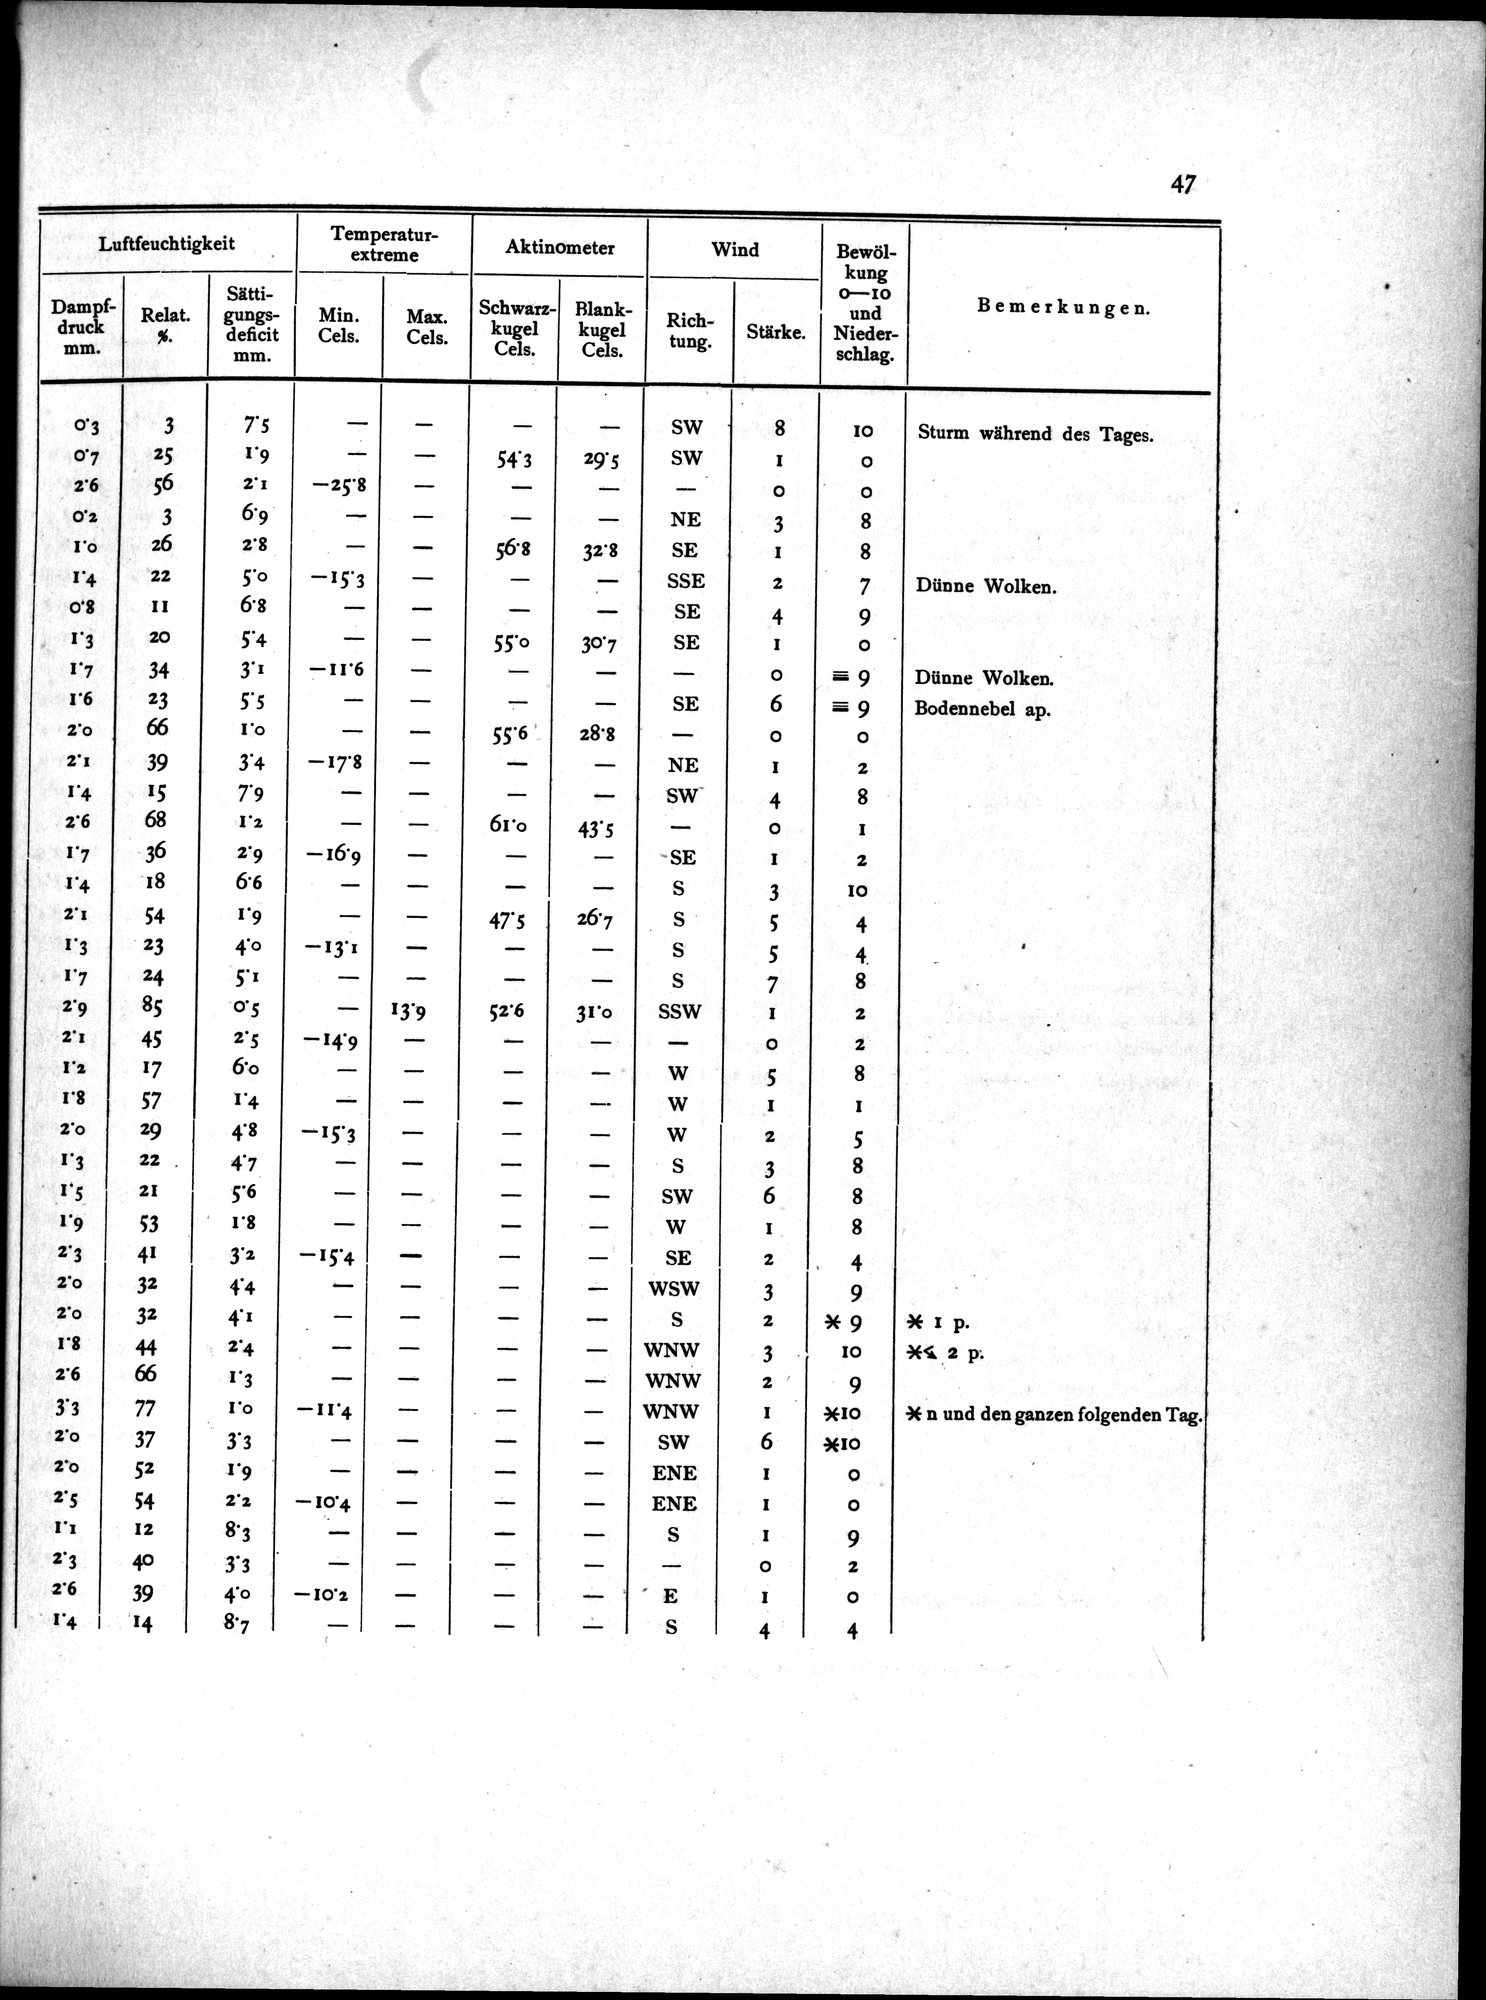 47
Luftfeuchtigkeit | Temperatur-extreme | Aktinometer | Wind | Bewöl-kung 0—10 und Nieder-schlag. | Bemerkungen.
Dampf-druck mm. | Relat. %. | Sätti-gungs-deficit mm. | Min. Cels. | Max. Cels. | Schwarz-kugel Cels. | Blank-kugel Cels. | Rich-tung. | Stärke.
0·3 | 3 | 7·5 | — | — | — | — | SW | 8 | 10 | Sturm während des Tages.
0·7 | 25 | 1·9 | — | — | 54·3 | 29·5 | SW | 1 | 0
2·6 | 56 | 2·1 | —25·8 | — | — | — | — | 0 | 0
0·2 | 3 | 6·9 | — | — | — | — | NE | 3 | 8
1·0 | 26 | 2·8 | — | — | 56·8 | 32·8 | SE | 1 | 8
1·4 | 22 | 5·0 | —15·3 | — | — | — | SSE | 2 | 7 | Dünne Wolken.
0·8 | 11 | 6·8 | — | — | — | — | SE | 4 | 9
1·3 | 20 | 5·4 | — | — | 55·0 | 30·7 | SE | 1 | 0
1·7 | 34 | 3·1 | —11·6 | — | — | — | — | 0 | ≡ 9 | Dünne Wolken.
1·6 | 23 | 5·5 | — | — | — | — | SE | 6 | ≡ 9 | Bodennebel ap.
2·0 | 66 | 1·0 | — | — | 55·6 | 28·8 | — | 0 | 0
2·1 | 39 | 3·4 | —17·8 | — | — | — | NE | 1 | 2
1·4 | 15 | 7·9 | — | — | — | — | SW | 4 | 8
2·6 | 68 | 1·2 | — | — | 61·0 | 43·5 | — | 0 | 1
1·7 | 36 | 2·9 | —16·9 | — | — | — | SE | 1 | 2
1·4 | 18 | 6·6 | — | — | — | — | S | 3 | 10
2·1 | 54 | 1·9 | — | — | 47·5 | 26·7 | S | 5 | 4
1·3 | 23 | 4·0 | —13·1 | — | — | — | S | 5 | 4
1·7 | 24 | 5·1 | — | — | — | — | S | 7 | 8
2·9 | 85 | 0·5 | — | 13·9 | 52·6 | 31·0 | SSW | 1 | 2
2·1 | 45 | 2·5 | —14·9 | — | — | — | — | 0 | 2
1·2 | 17 | 6·0 | — | — | — | — | W | 5 | 8
1·8 | 57 | 1·4 | — | — | — | — | W | 1 | 1
2·0 | 29 | 4·8 | —15·3 | — | — | — | W | 2 | 5
1·3 | 22 | 4·7 | — | — | — | — | S | 3 | 8
1·5 | 21 | 5·6 | — | — | — | — | SW | 6 | 8
1·9 | 53 | 1·8 | — | — | — | — | W | 1 | 8
2·3 | 41 | 3·2 | —15·4 | — | — | — | SE | 2 | 4
2·0 | 32 | 4·4 | — | — | — | — | WSW | 3 | 9
2·0 | 32 | 4·1 | — | — | — | — | S | 2 | ✶ 9 | ✶ 1 p.
1·8 | 44 | 2·4 | — | — | — | — | WNW | 3 | 10 | ✶ 2 p.
2·6 | 66 | 1·3 | — | — | — | — | WNW | 2 | 9
3·3 | 77 | 1·0 | —11·4 | — | — | — | WNW | 1 | ✶10 | ✶ n und den ganzen folgenden Tag.
2·0 | 37 | 3·3 | — | — | — | — | SW | 6 | ✶10
2·0 | 52 | 1·9 | — | — | — | — | ENE | 1 | 0
2·5 | 54 | 2·2 | —10·4 | — | — | — | ENE | 1 | 0
1·1 | 12 | 8·3 | — | — | — | — | S | 1 | 9
2·3 | 40 | 3·3 | — | — | — | — | — | 0 | 2
2·6 | 39 | 4·0 | —10·2 | — | — | — | E | 1 | 0
1·4 | 14 | 8·7 | — | — | — | — | S | 4 | 4